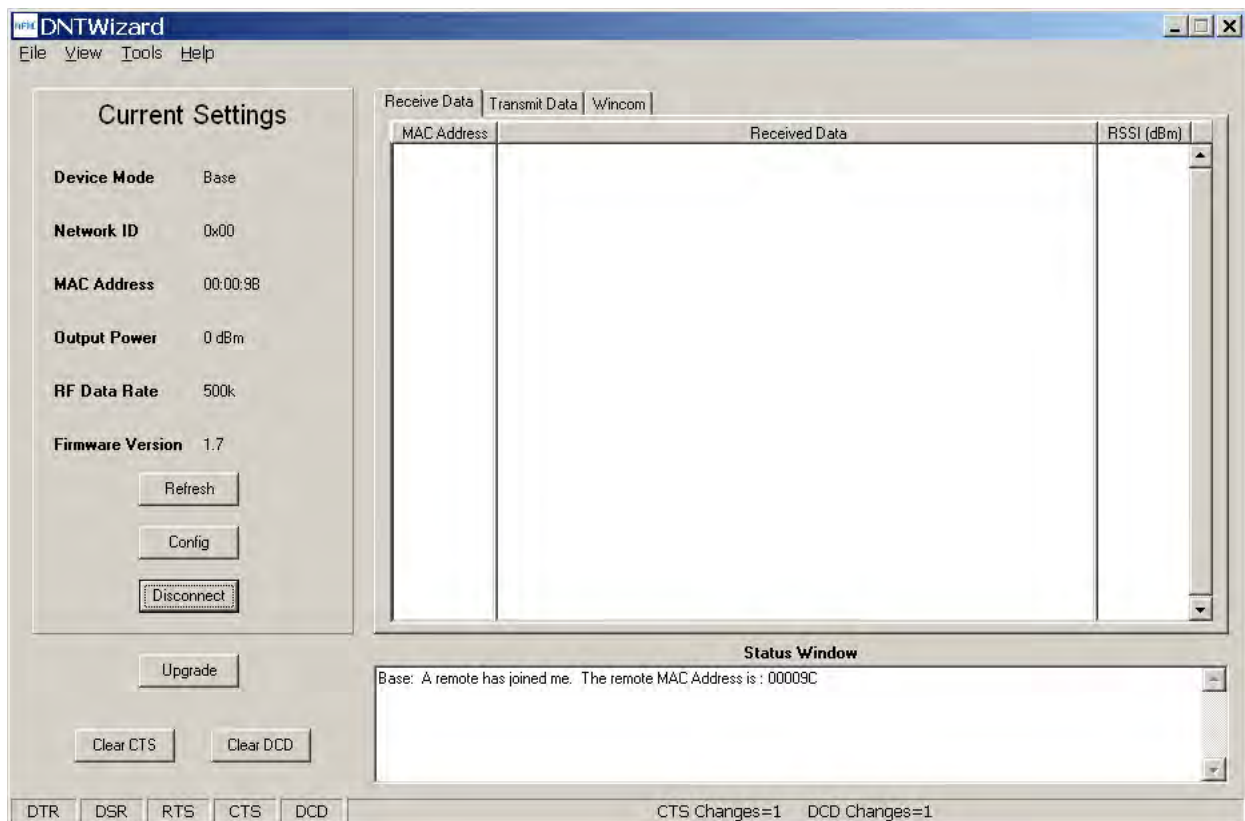 RFM DNTWizard
File View Tools Help
Current Settings
Device Mode Base
Network ID 0x00
MAC Address 00:00:9B
Output Power 0 dBm
RF Data Rate 500k
Firmware Version 1.7
Refresh
Config
Disconnect
Upgrade
Clear CTS Clear DCD
Receive Data Transmit Data Wincom
MAC Address Received Data RSSI (dBm)
Status Window
Base: A remote has joined me. The remote MAC Address is : 00009C
DTR DSR RTS CTS DCD CTS Changes=1 DCD Changes=1